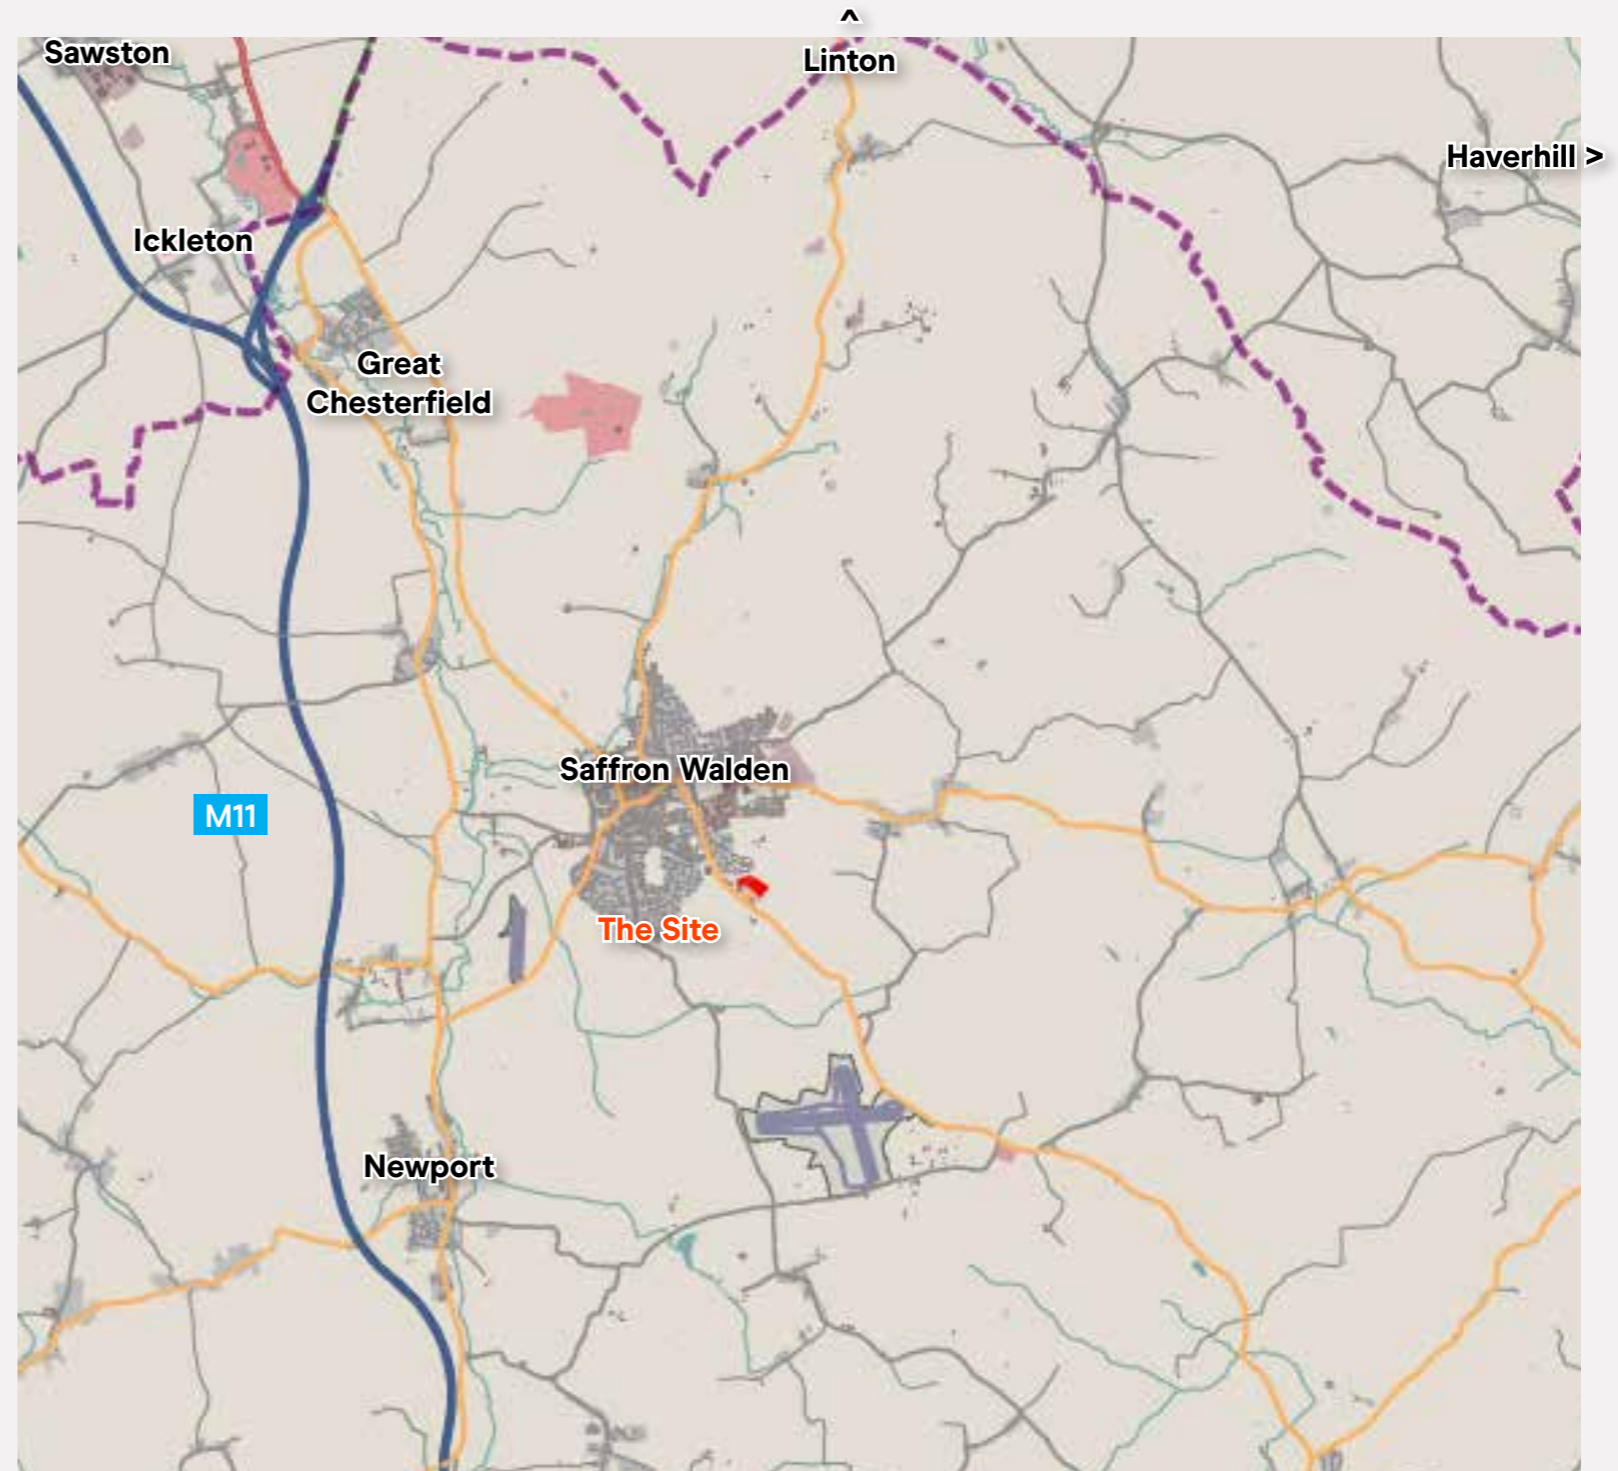 ^
Sawston
Linton
Haverhill >
Ickleton
Great
Chesterfield
Saffron Walden
M11
The Site
Newport